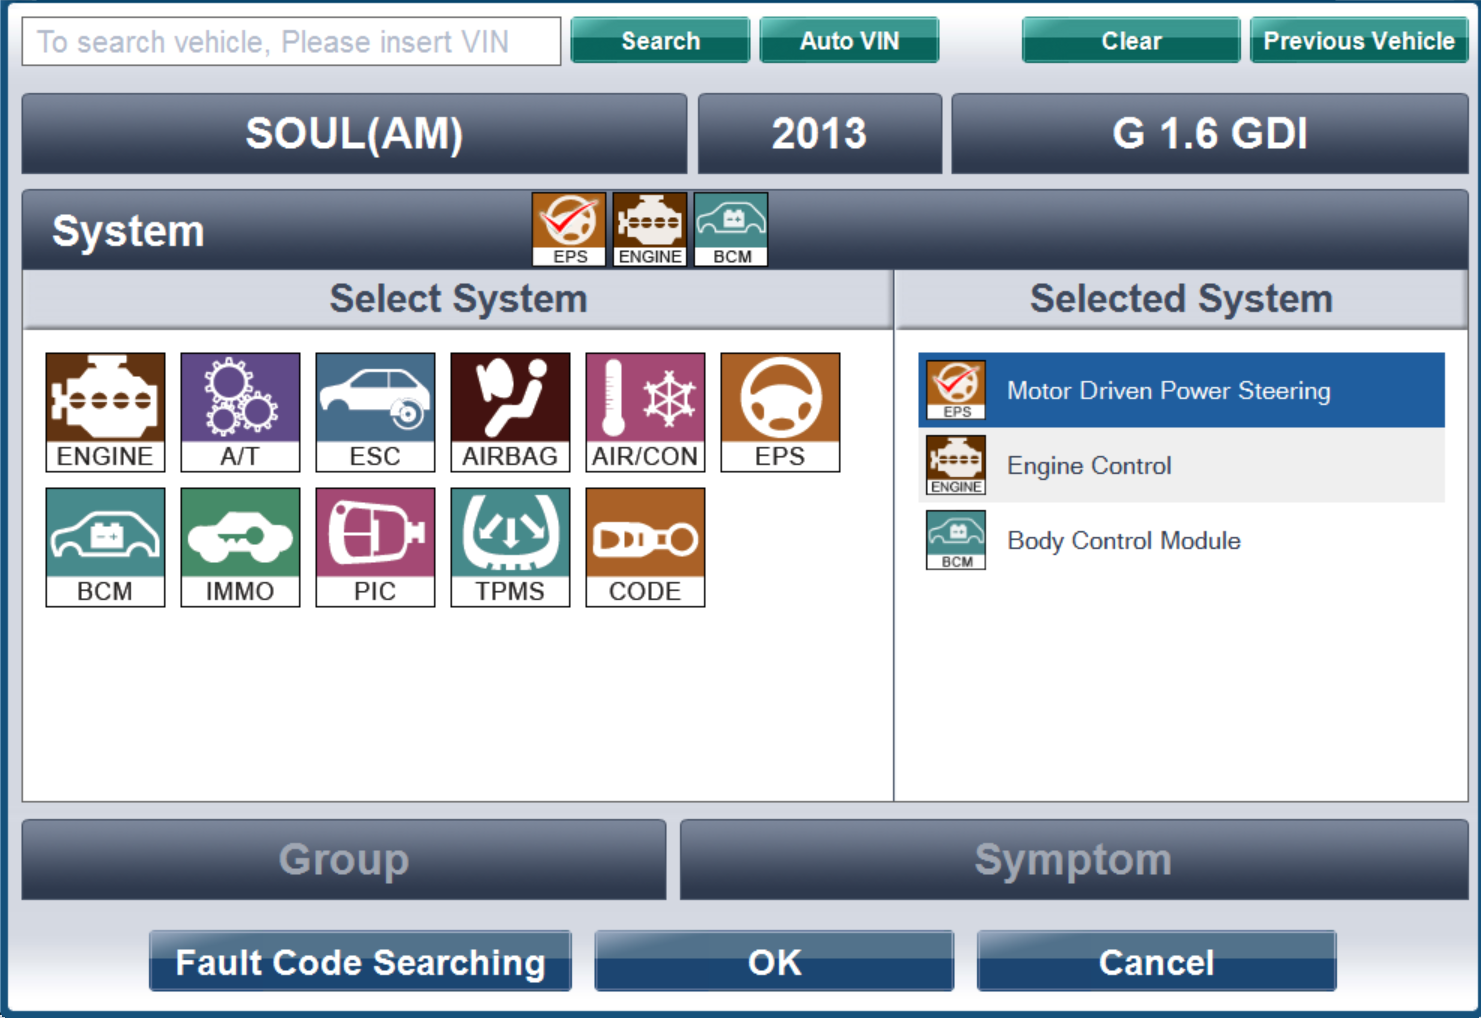 To search vehicle, Please insert VIN
Search
Auto VIN
Clear
Previous Vehicle
SOUL(AM)
2013
G 1.6 GDI
System
EPS
ENGINE
BCM
Select System
Selected System
ENGINE
A/T
ESC
AIRBAG
AIR/CON
EPS
BCM
IMMO
PIC
TPMS
CODE
EPS
Motor Driven Power Steering
ENGINE
Engine Control
BCM
Body Control Module
Group
Symptom
Fault Code Searching
OK
Cancel